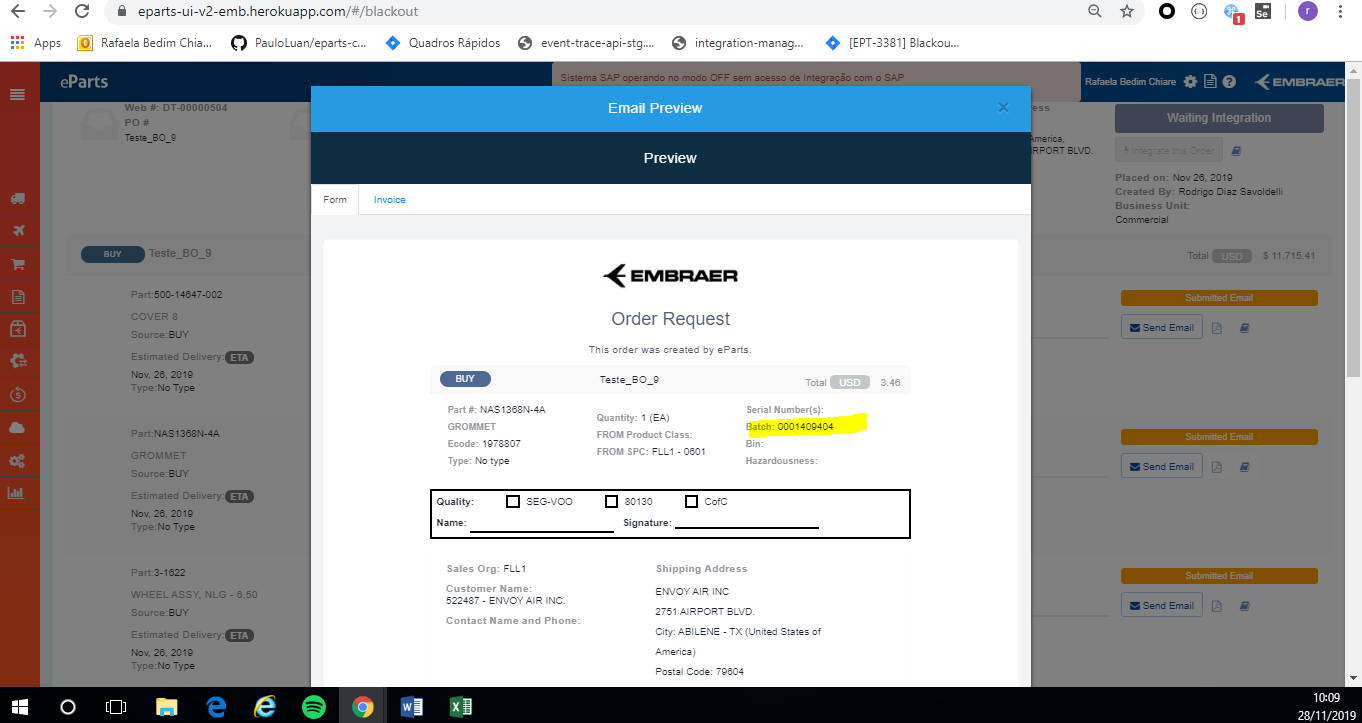 eparts-ui-v2-emb.herokuapp.com/#/blackout
1
Se
r
Apps
Rafaela Bedim Chia...
PauloLuan/eparts-c...
Quadros Rápidos
event-trace-api-stg....
integration-manag...
[EPT-3381] Blackou...
eParts
Sistema SAP operando no modo OFF sem acesso de Integração com o SAP
Rafaela Bedim Chiare
EMBRAER
Web #: DT-00000504
PO #
Teste_BO_9
ess
America,
RPORT BLVD.
Waiting Integration
Integrate this Order
Placed on: Nov 26, 2019
Created By: Rodrigo Diaz Savoldelli
Business Unit:
Commercial
BUY
Teste_BO_9
Total USD $ 11,715.41
Part:500-14647-002
COVER 8
Source:BUY
Estimated Delivery: ETA
Nov, 26, 2019
Type:No Type
Submitted Email
Send Email
Part:NAS1368N-4A
GROMMET
Source:BUY
Estimated Delivery: ETA
Nov, 26, 2019
Type:No Type
Submitted Email
Send Email
Part:3-1622
WHEEL ASSY, NLG - 6.50
Source:BUY
Estimated Delivery: ETA
Nov, 26, 2019
Type:No Type
Submitted Email
Send Email
Email Preview
×
Preview
Form
Invoice
EMBRAER
Order Request
This order was created by eParts.
BUY
Teste_BO_9
Total USD 3.46
Part #: NAS1368N-4A
GROMMET
Ecode: 1978807
Type: No type
Quantity: 1 (EA)
FROM Product Class:
FROM SPC: FLL1 - 0601
Serial Number(s):
Batch: 0001409404
Bin:
Hazardousness:
Quality: SEG-VOO 80130 CofC
Name: Signature:
Sales Org: FLL1
Customer Name:
522487 - ENVOY AIR INC.
Contact Name and Phone:
Shipping Address
ENVOY AIR INC
2751 AIRPORT BLVD.
City: ABILENE - TX (United States of
America)
Postal Code: 79604
10:09
28/11/2019